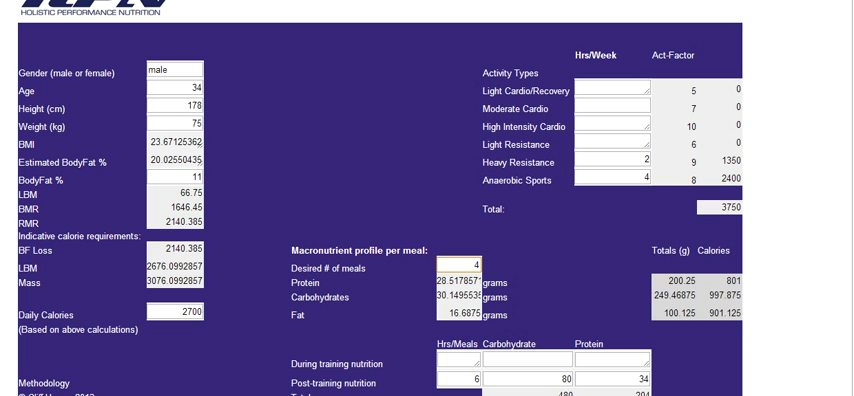 HOLISTIC PERFORMANCE NUTRITION
Hrs/Week Act-Factor
Gender (male or female) male Activity Types
Age 34 Light Cardio/Recovery 5 0
Height (cm) 178 Moderate Cardio 7 0
Weight (kg) 75 High Intensity Cardio 10 0
BMI 23.67125362 Light Resistance 6 0
Estimated BodyFat % 20.02550435 Heavy Resistance 2 9 1350
BodyFat % 11 Anaerobic Sports 4 8 2400
LBM 66.75
BMR 1646.45 Total: 3750
RMR 2140.385
Indicative calorie requirements:
BF Loss 2140.385 Macronutrient profile per meal: Totals (g) Calories
LBM 2676.0992857 Desired # of meals 4
Mass 3076.0992857 Protein 28.517857 grams 200.25 801
Carbohydrates 30.149553 grams 249.46875 997.875
Daily Calories 2700 Fat 16.6875 grams 100.125 901.125
(Based on above calculations)
Hrs/Meals Carbohydrate Protein
During training nutrition
Methodology Post-training nutrition 6 80 34